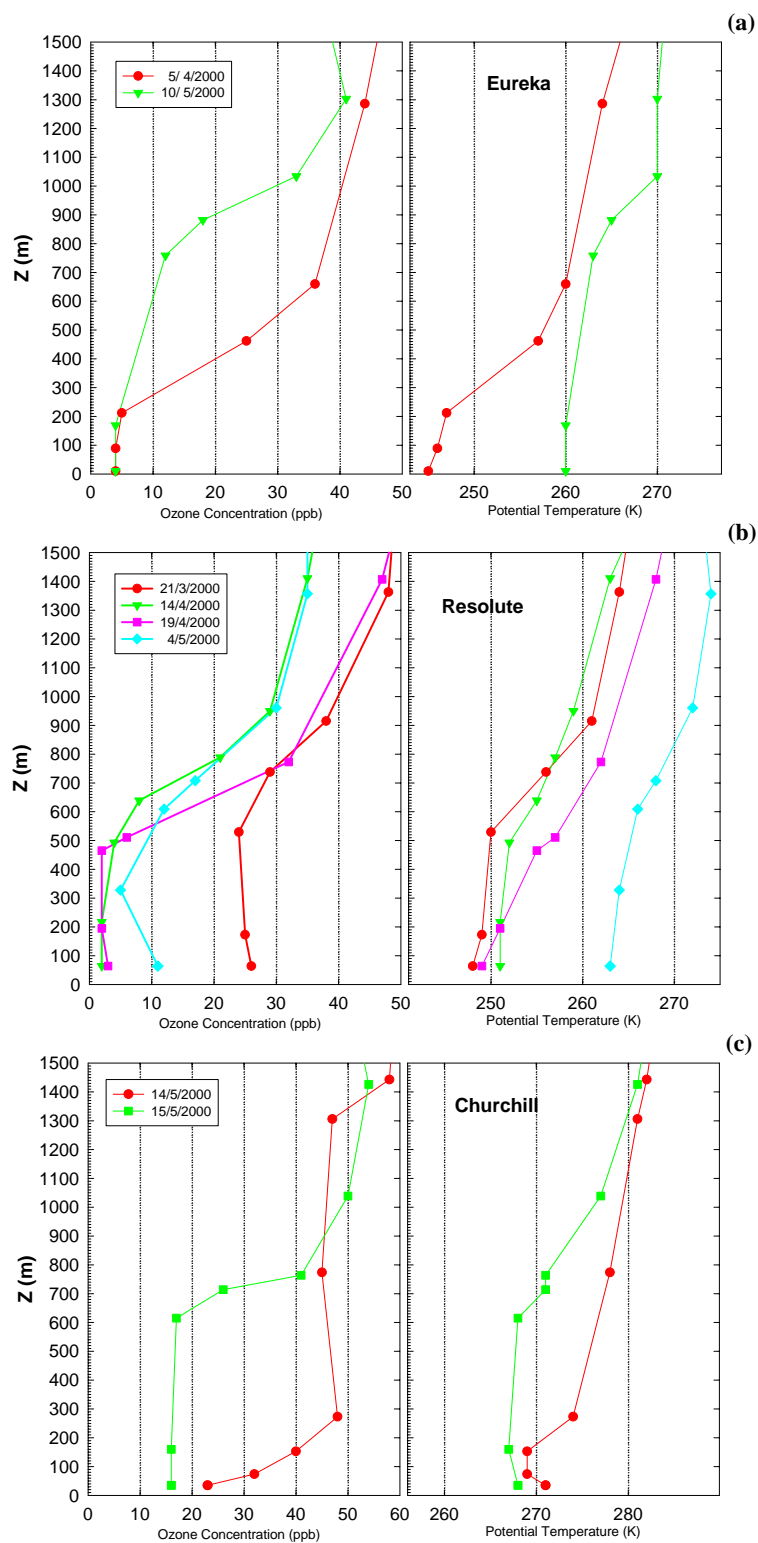 (a)
1500
1400
1300
1200
1100
1000
900
800
700
600
500
400
300
200
100
0
Z (m)
5/ 4/2000
10/ 5/2000
Eureka
0 10 20 30 40 50
250 260 270
Ozone Concentration (ppb)
Potential Temperature (K)
(b)
1500
1400
1300
1200
1100
1000
900
800
700
600
500
400
300
200
100
0
Z (m)
21/3/2000
14/4/2000
19/4/2000
4/5/2000
Resolute
0 10 20 30 40 50
250 260 270
Ozone Concentration (ppb)
Potential Temperature (K)
(c)
1500
1400
1300
1200
1100
1000
900
800
700
600
500
400
300
200
100
0
Z (m)
14/5/2000
15/5/2000
Churchill
0 10 20 30 40 50 60
260 270 280
Ozone Concentration (ppb)
Potential Temperature (K)